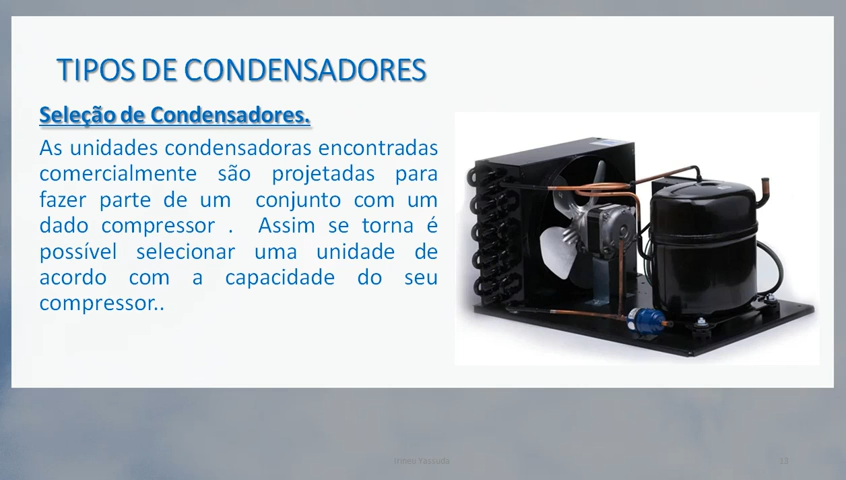 TIPOS DE CONDENSADORES
Seleção de Condensadores.
As unidades condensadoras encontradas
comercialmente são projetadas para
fazer parte de um conjunto com um
dado compressor . Assim se torna é
possível selecionar uma unidade de
acordo com a capacidade do seu
compressor..
13